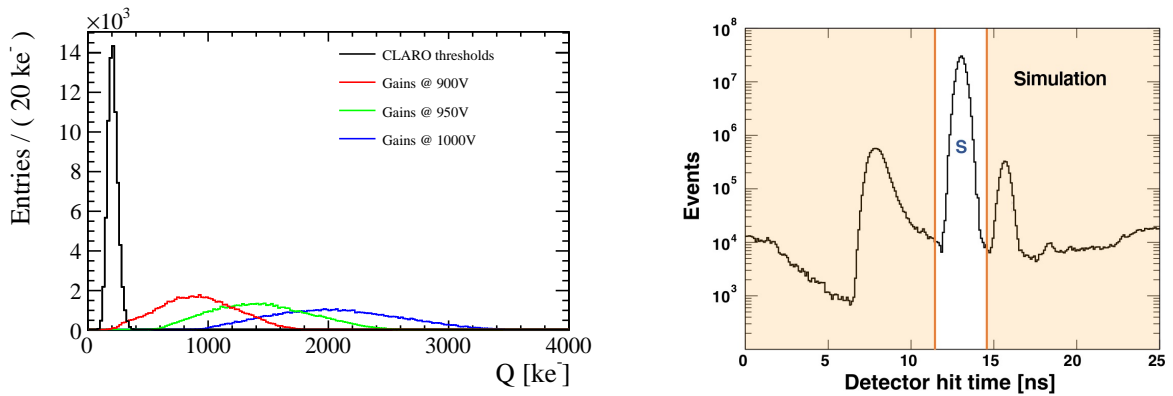 ×10³
14
12
10
8
6
4
2
0
Entries / ( 20 ke⁻ )
CLARO thresholds
Gains @ 900V
Gains @ 950V
Gains @ 1000V
0 1000 2000 3000 4000
Q [ke⁻]
10⁸
10⁷
10⁶
10⁵
10⁴
10³
Events
Simulation
S
0 5 10 15 20 25
Detector hit time [ns]